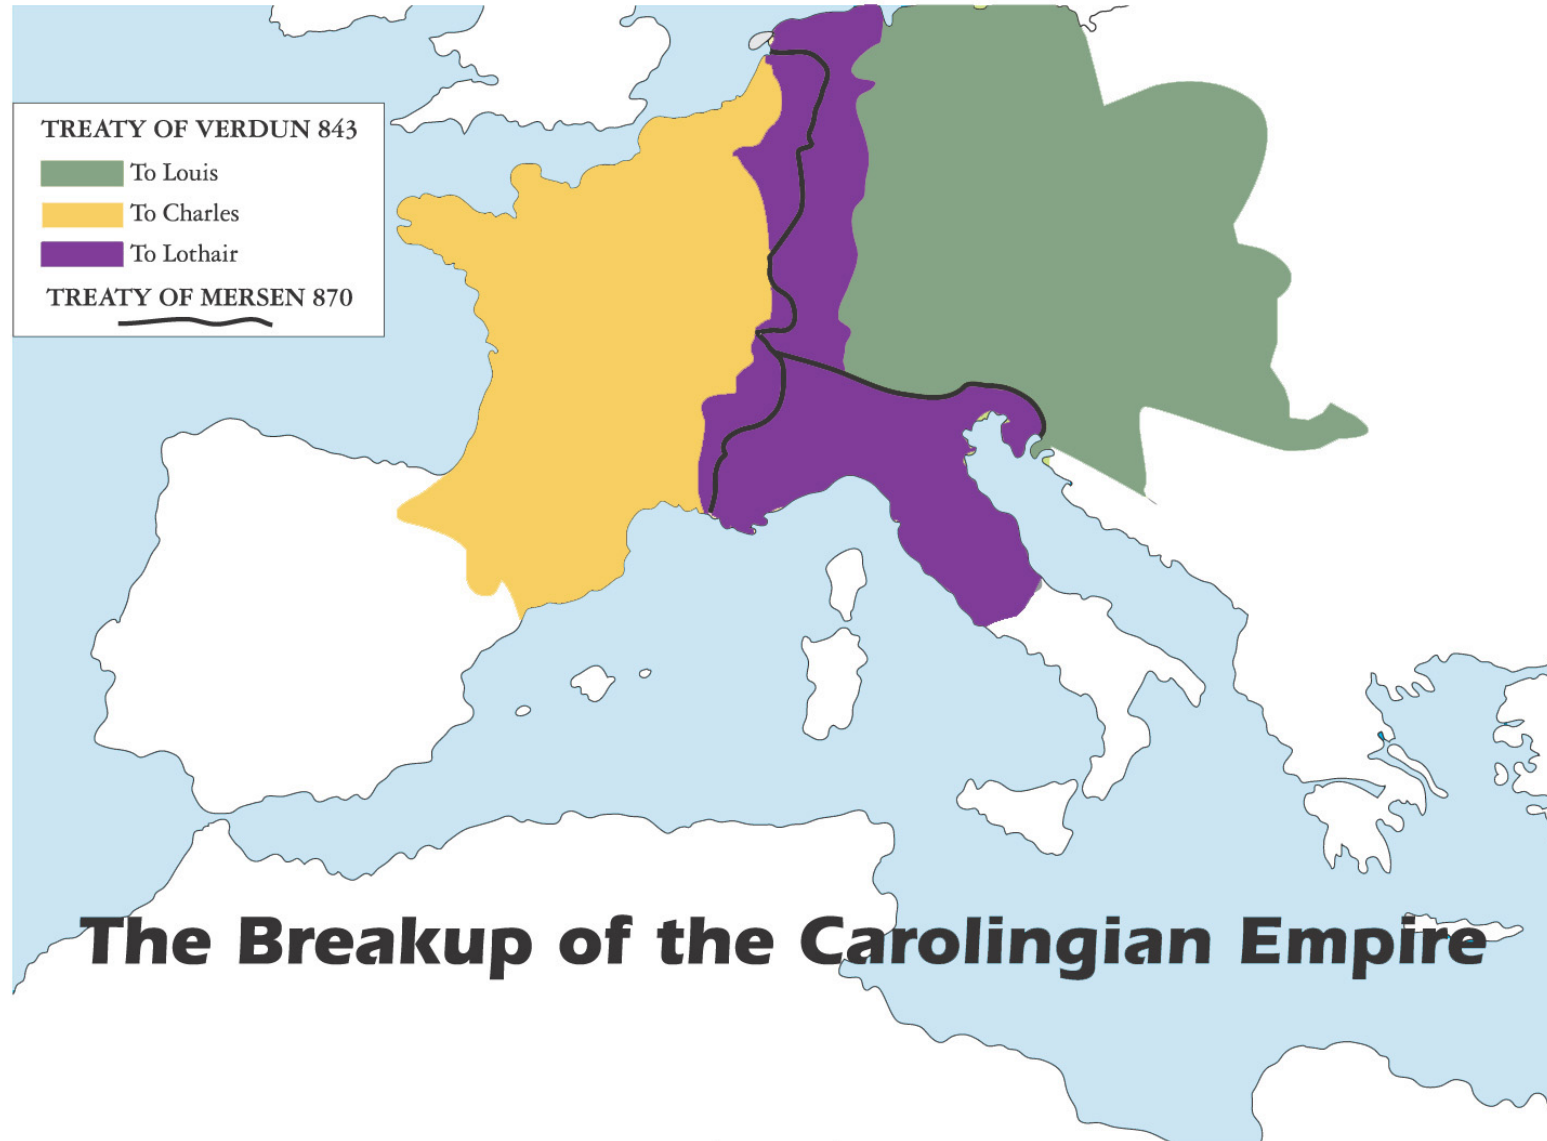 TREATY OF VERDUN 843
To Louis
To Charles
To Lothair
TREATY OF MERSEN 870
The Breakup of the Carolingian Empire